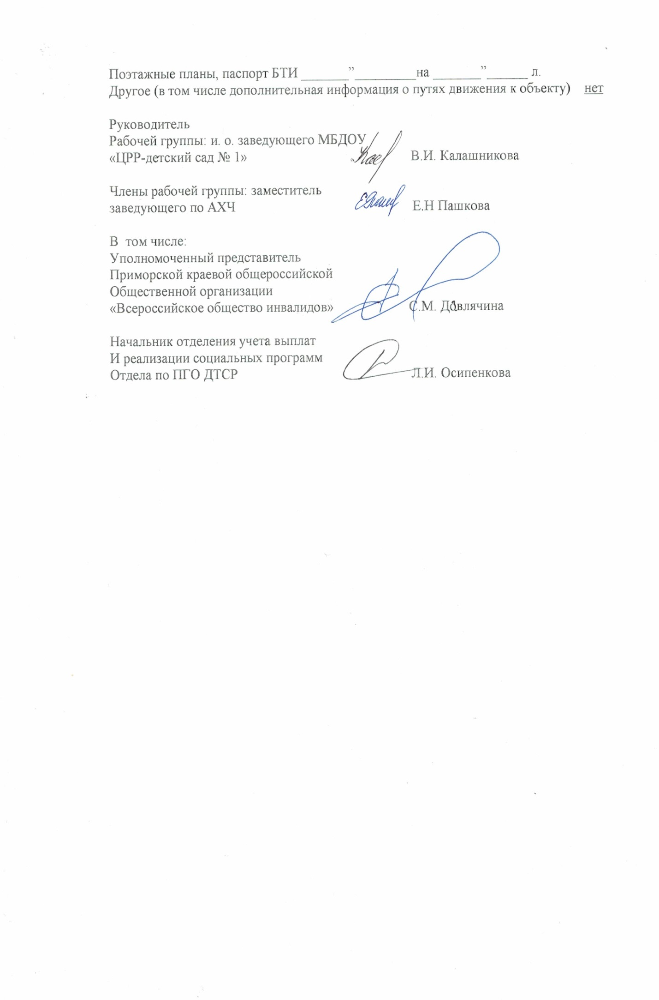 Поэтажные планы, паспорт БТИ _______”_________на _______”______ л.
Другое (в том числе дополнительная информация о путях движения к объекту) нет
Руководитель
Рабочей группы: и. о. заведующего МБДОУ
«ЦРР-детский сад № 1» В.И. Калашникова
Члены рабочей группы: заместитель
заведующего по АХЧ Е.Н Пашкова
В том числе:
Уполномоченный представитель
Приморской краевой общероссийской
Общественной организации
«Всероссийское общество инвалидов» С.М. Давлячина
Начальник отделения учета выплат
И реализации социальных программ
Отдела по ПГО ДТСР Л.И. Осипенкова